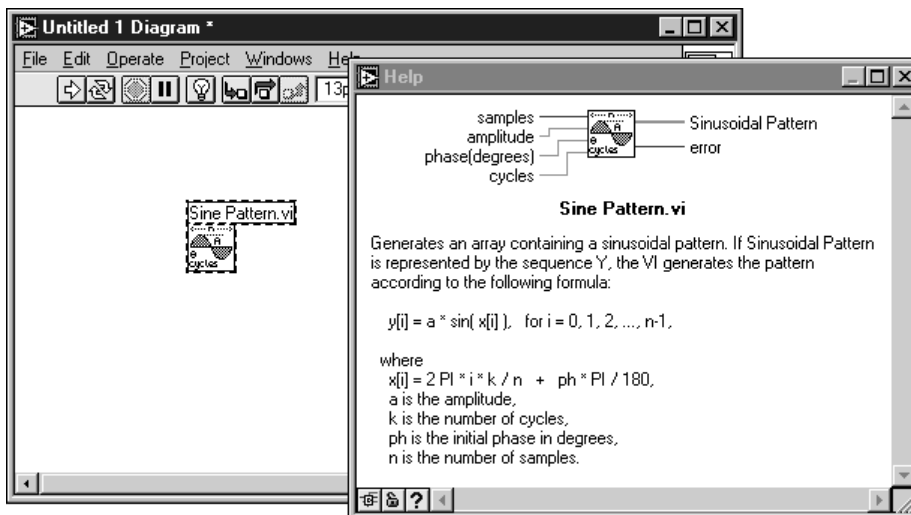 Untitled 1 Diagram *
File Edit Operate Project Windows Help
13p
Sine Pattern.vi
n
A
θ
cycles
Help
samples
amplitude
phase(degrees)
cycles
n
A
θ
cycles
Sinusoidal Pattern
error
Sine Pattern.vi
Generates an array containing a sinusoidal pattern. If Sinusoidal Pattern
is represented by the sequence Y, the VI generates the pattern
according to the following formula:
y[i] = a * sin( x[i] ), for i = 0, 1, 2, ..., n-1,
where
x[i] = 2 PI * i * k / n + ph * PI / 180,
a is the amplitude,
k is the number of cycles,
ph is the initial phase in degrees,
n is the number of samples.
?